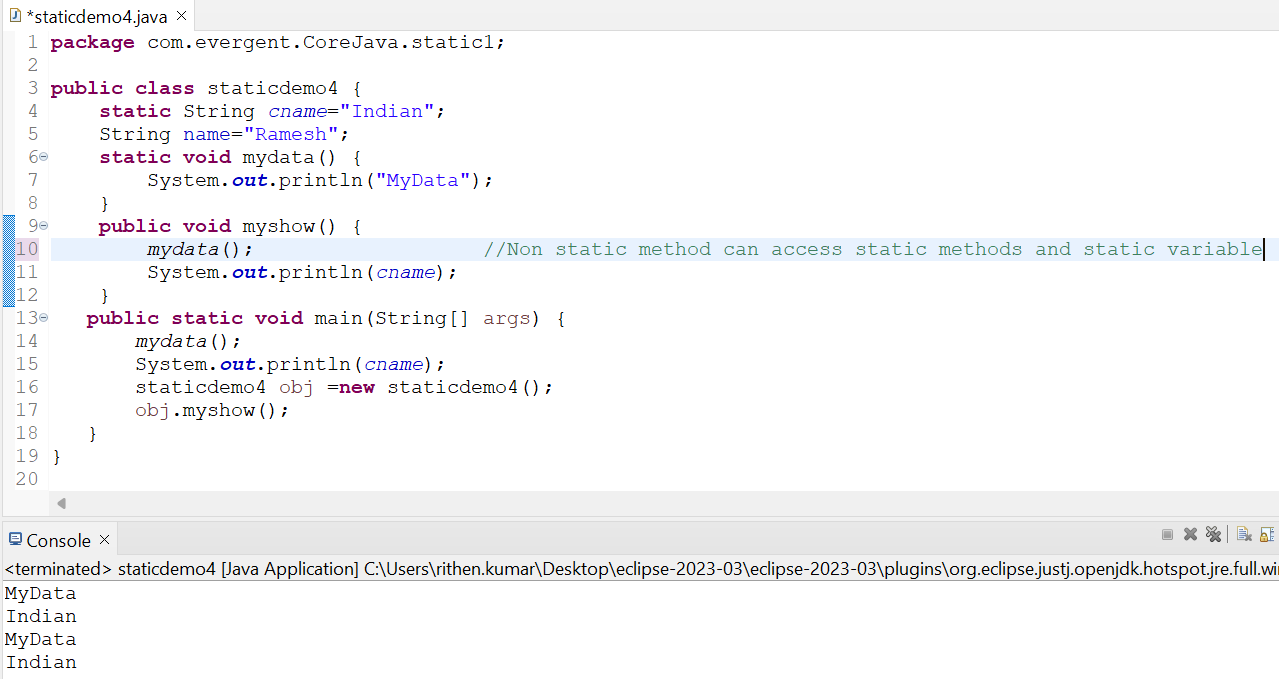 *staticdemo4.java
1 package com.evergent.CoreJava.static1;
2
3 public class staticdemo4 {
4     static String cname="Indian";
5     String name="Ramesh";
6     static void mydata() {
7         System.out.println("MyData");
8     }
9     public void myshow() {
10         mydata();                    //Non static method can access static methods and static variable
11         System.out.println(cname);
12     }
13    public static void main(String[] args) {
14        mydata();
15        System.out.println(cname);
16        staticdemo4 obj =new staticdemo4();
17        obj.myshow();
18    }
19 }
20
Console
<terminated> staticdemo4 [Java Application] C:\Users\rithen.kumar\Desktop\eclipse-2023-03\eclipse-2023-03\plugins\org.eclipse.justj.openjdk.hotspot.jre.full.wi
MyData
Indian
MyData
Indian